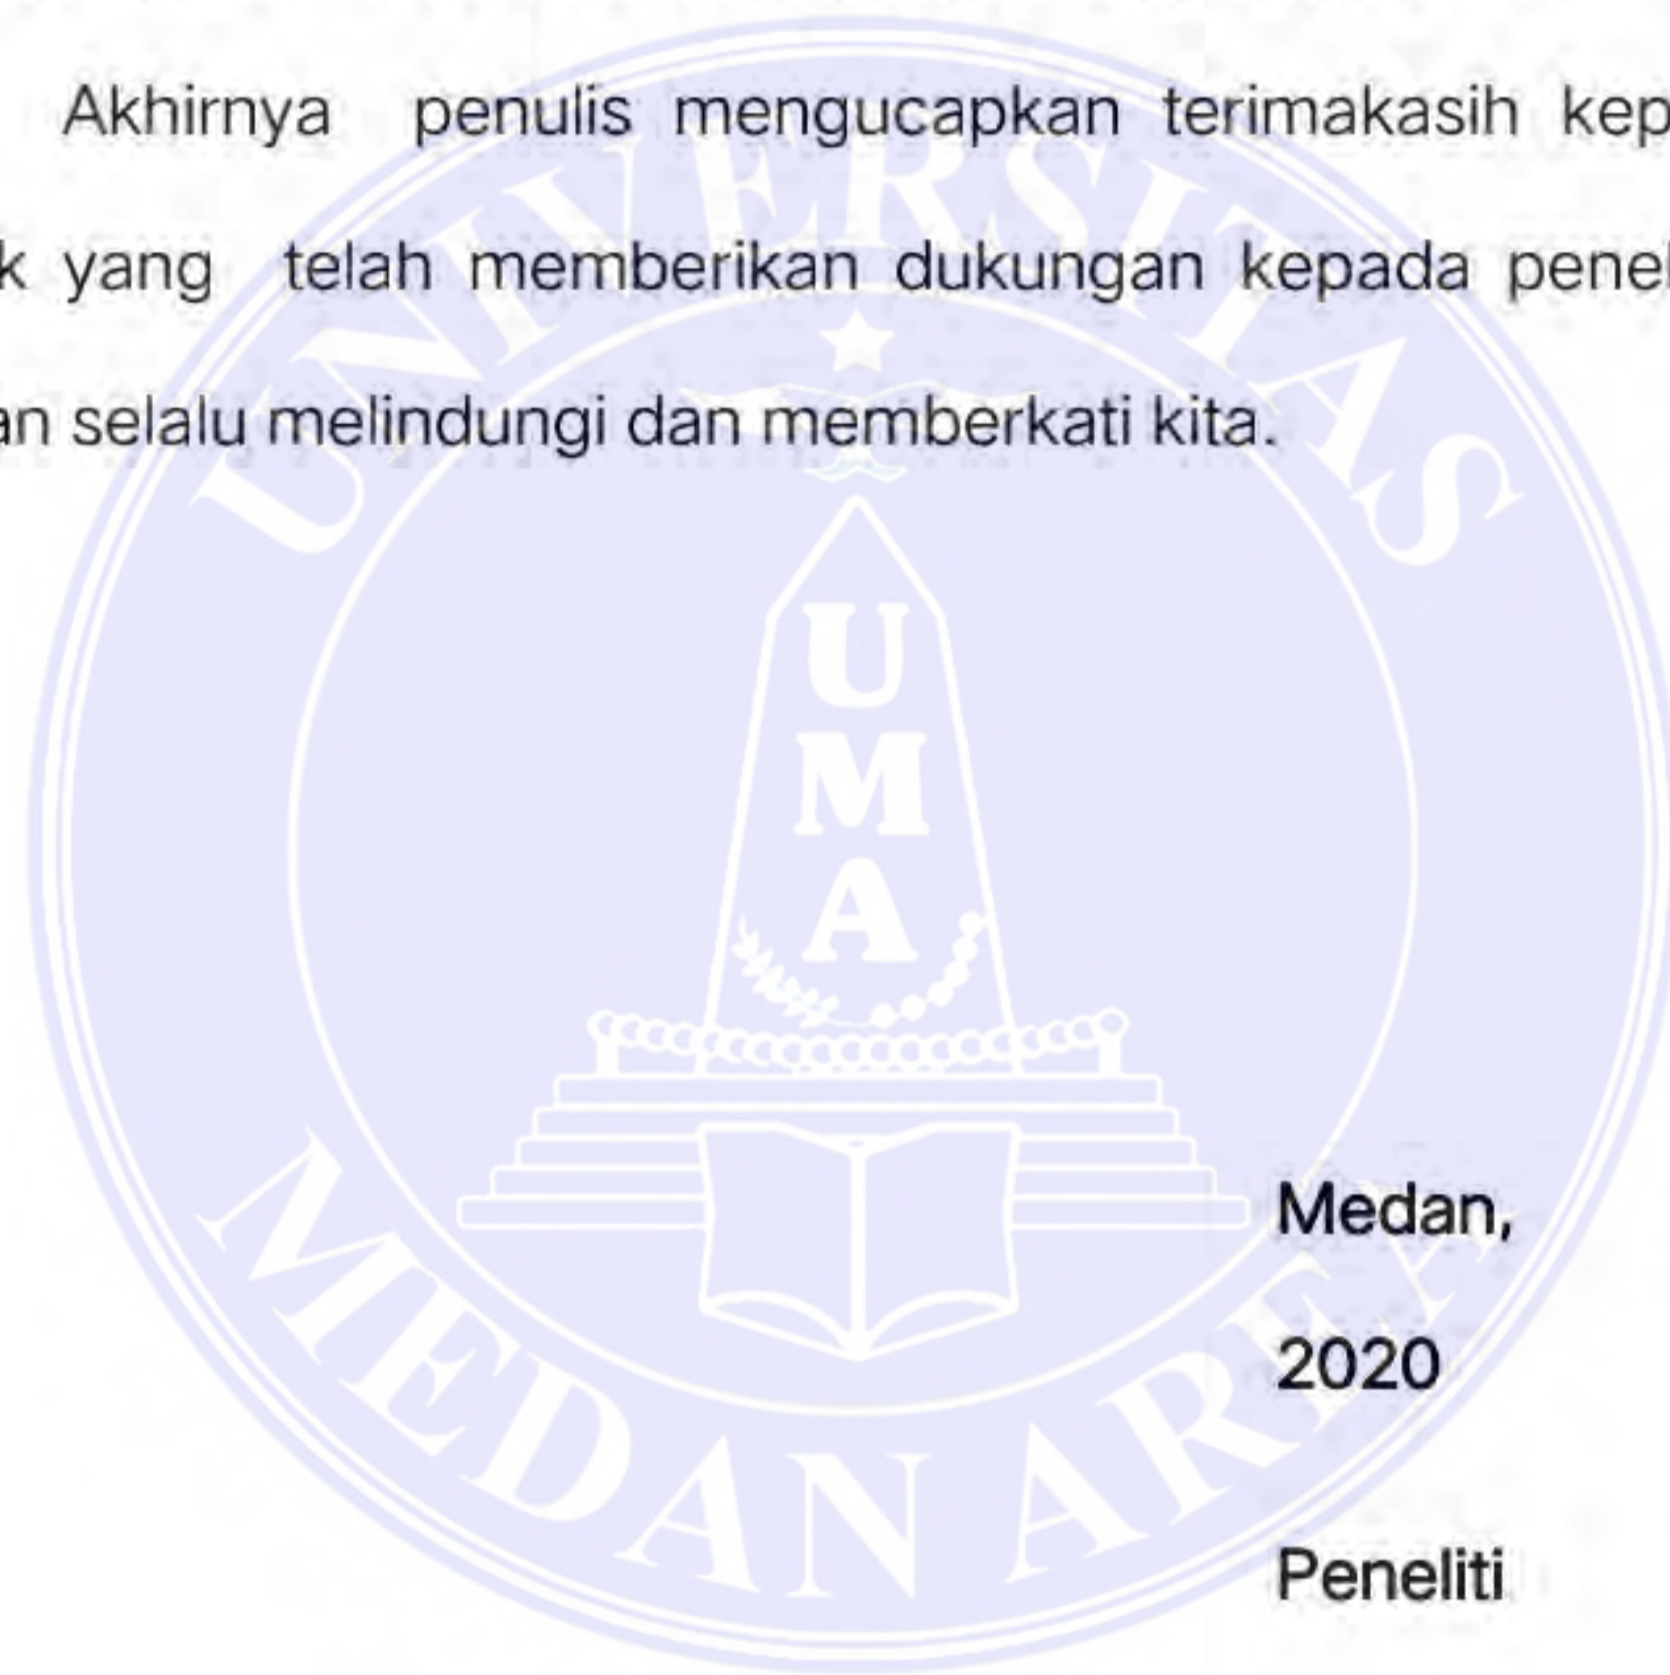 Akhirnya penulis mengucapkan terimakasih kep
k yang telah memberikan dukungan kepada penel
an selalu melindungi dan memberkati kita.
UNIVERSITAS
U
M
A
MEDAN AREA
Medan,
2020
Peneliti